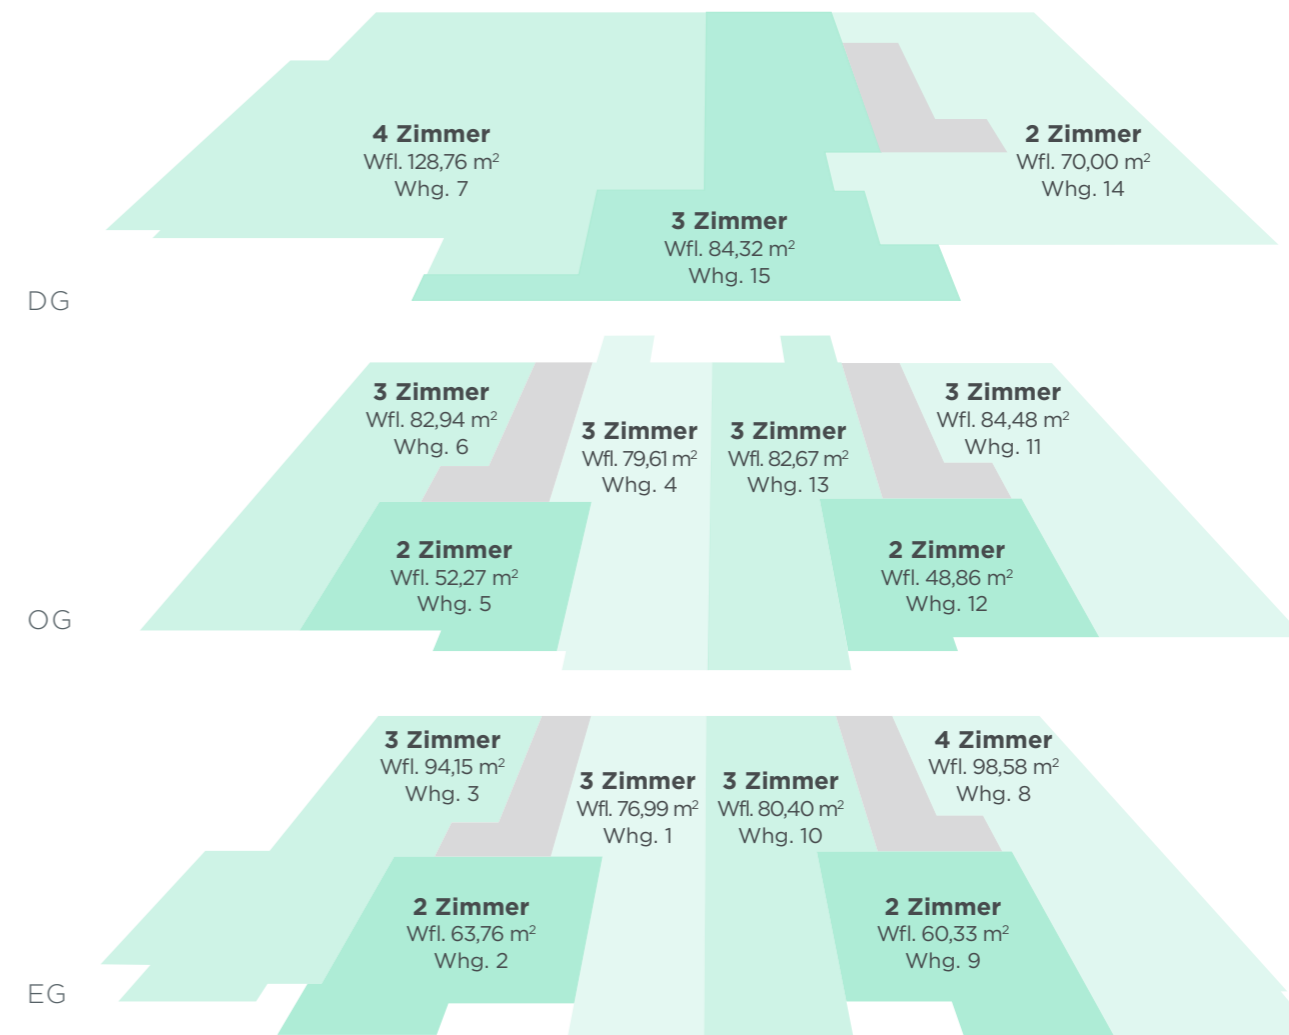 4 Zimmer
Wfl. 128,76 m²
Whg. 7
2 Zimmer
Wfl. 70,00 m²
Whg. 14
3 Zimmer
Wfl. 84,32 m²
Whg. 15
DG
3 Zimmer
Wfl. 82,94 m²
Whg. 6
3 Zimmer
Wfl. 79,61 m²
Whg. 4
3 Zimmer
Wfl. 82,67 m²
Whg. 13
3 Zimmer
Wfl. 84,48 m²
Whg. 11
2 Zimmer
Wfl. 52,27 m²
Whg. 5
2 Zimmer
Wfl. 48,86 m²
Whg. 12
OG
3 Zimmer
Wfl. 94,15 m²
Whg. 3
3 Zimmer
Wfl. 76,99 m²
Whg. 1
3 Zimmer
Wfl. 80,40 m²
Whg. 10
4 Zimmer
Wfl. 98,58 m²
Whg. 8
2 Zimmer
Wfl. 63,76 m²
Whg. 2
2 Zimmer
Wfl. 60,33 m²
Whg. 9
EG